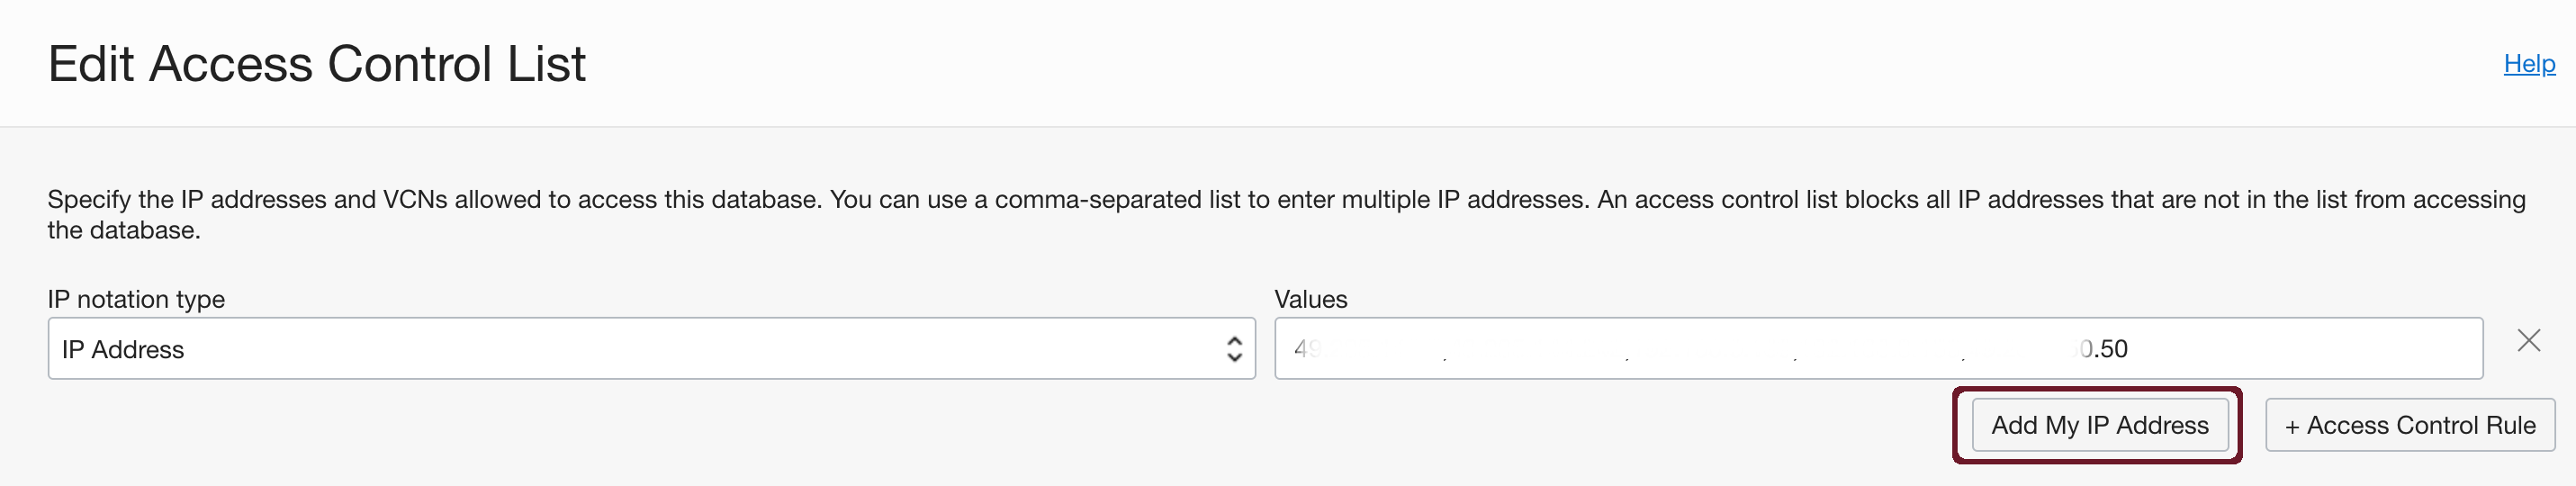 Edit Access Control List
Help
Specify the IP addresses and VCNs allowed to access this database. You can use a comma-separated list to enter multiple IP addresses. An access control list blocks all IP addresses that are not in the list from accessing
the database.
IP notation type
Values
IP Address
49 , , , , 0.50
Add My IP Address
+ Access Control Rule